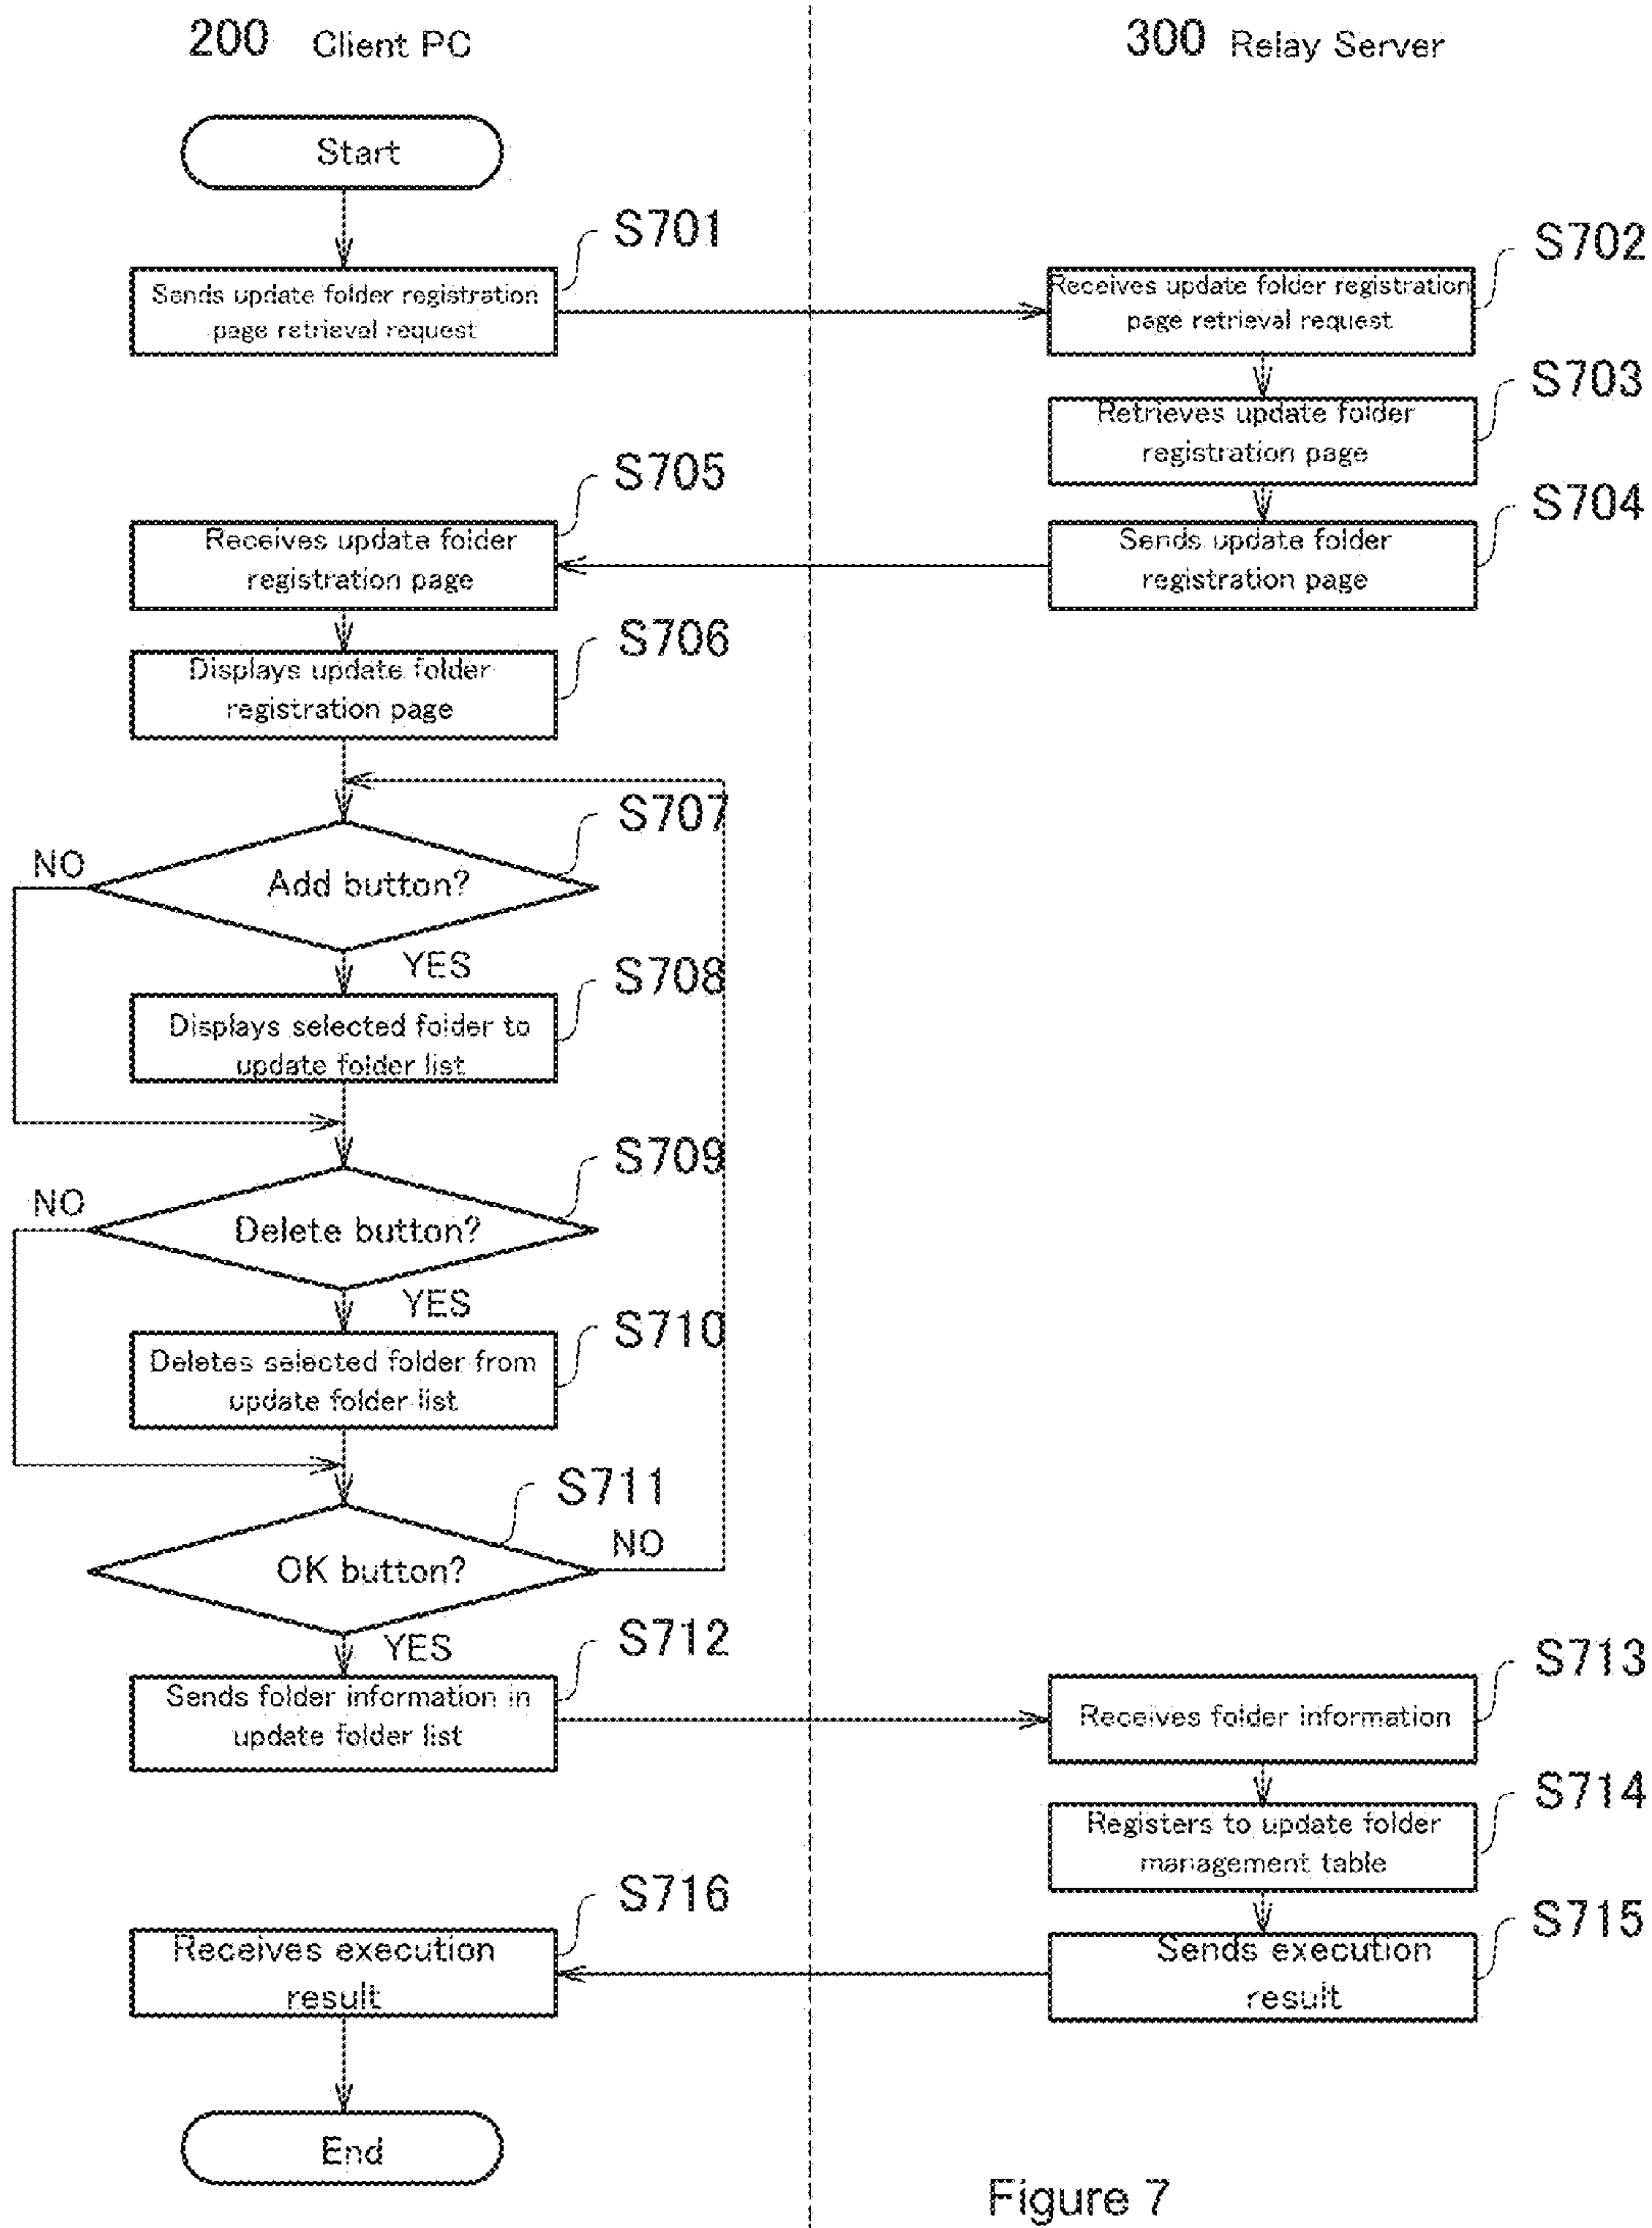 200 Client PC
300 Relay Server
Start
S701
Sends update folder registration
page retrieval request
S702
Receives update folder registration
page retrieval request
S703
Retrieves update folder
registration page
S704
Sends update folder
registration page
S705
Receives update folder
registration page
S706
Displays update folder
registration page
S707
NO
Add button?
YES
S708
Displays selected folder to
update folder list
S709
NO
Delete button?
YES
S710
Deletes selected folder from
update folder list
S711
OK button?
NO
YES
S712
Sends folder information in
update folder list
S713
Receives folder information
S714
Registers to update folder
management table
S715
Sends execution
result
S716
Receives execution
result
End
Figure 7